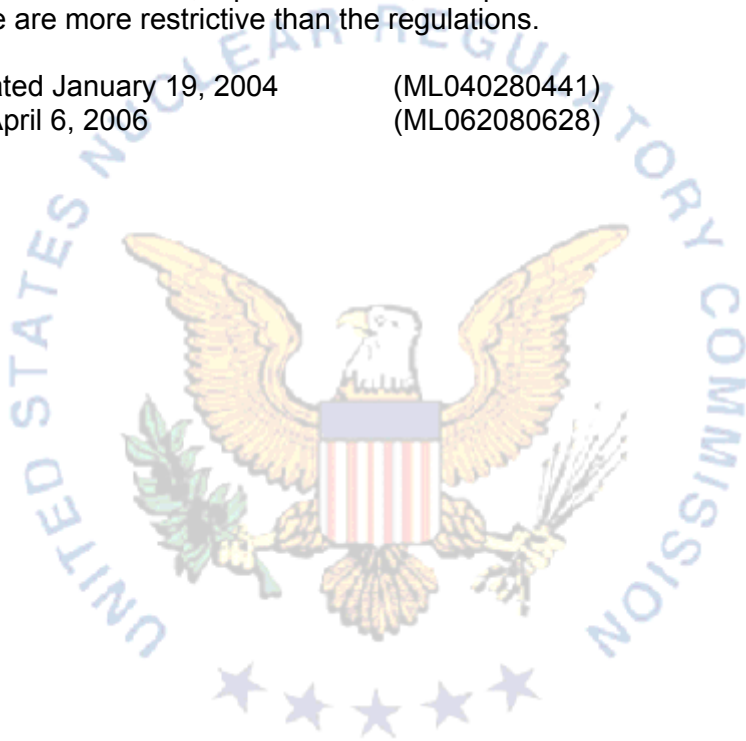 e are more restrictive than the regulations.
ated January 19, 2004 (ML040280441)
April 6, 2006 (ML062080628)
UNITED STATES NUCLEAR REGULATORY COMMISSION